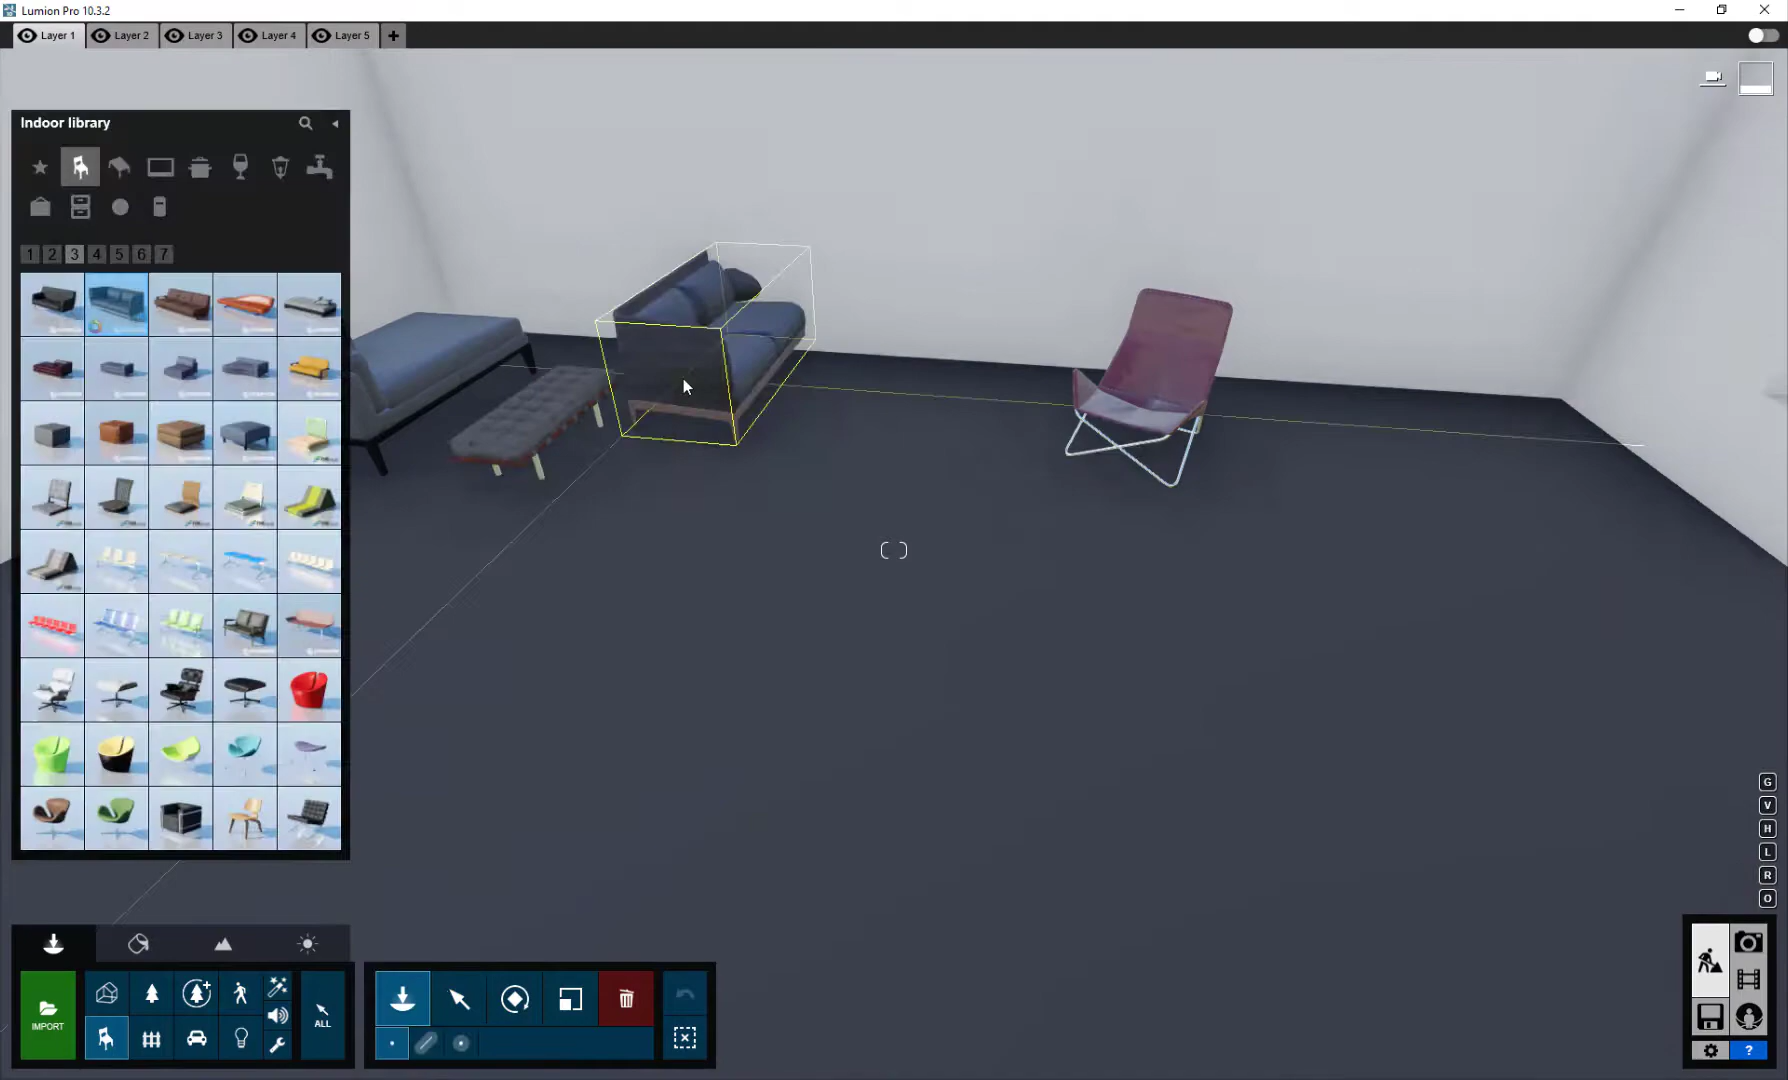 Lumion Pro 10.3.2
Layer 1
Layer 2
Layer 3
Layer 4
Layer 5
+
Indoor library
1 2 3 4 5 6 7
G
V
H
L
R
O
IMPORT
ALL
?